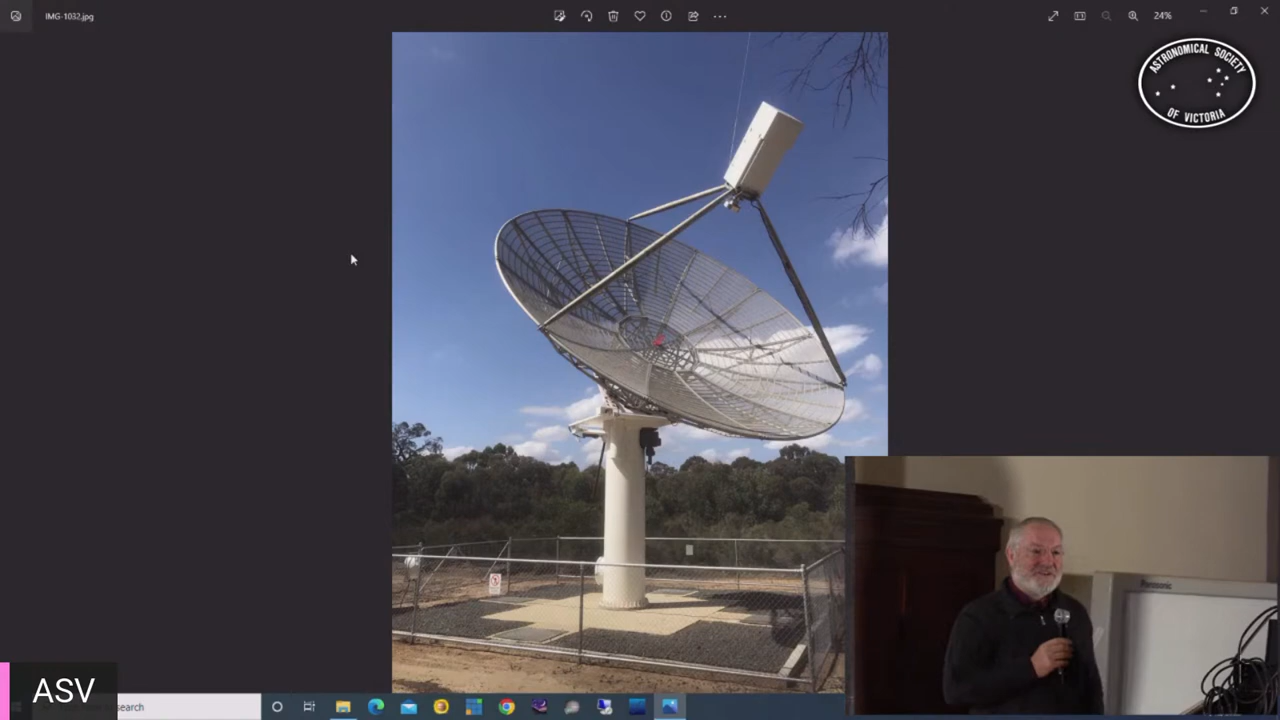 IMG-1032.jpg
24%
ASTRONOMICAL SOCIETY
OF VICTORIA
Panasonic
ASV
search